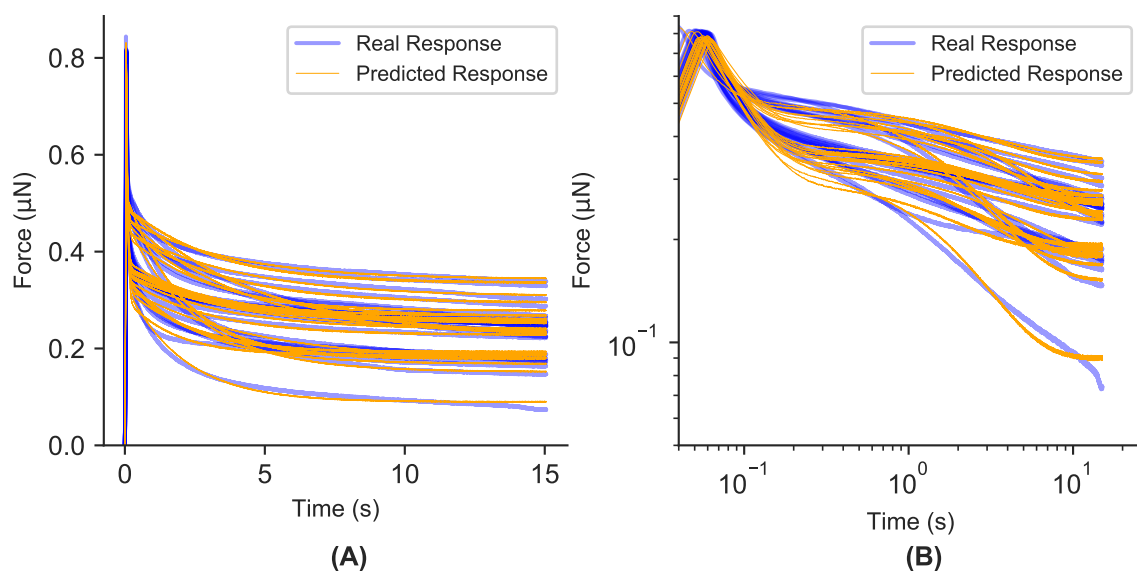 Real Response
Predicted Response
0.8
0.6
0.4
0.2
0.0
Force (µN)
0
5
10
15
Time (s)
(A)
Real Response
Predicted Response
10⁻¹
Force (µN)
10⁻¹
10⁰
10¹
Time (s)
(B)